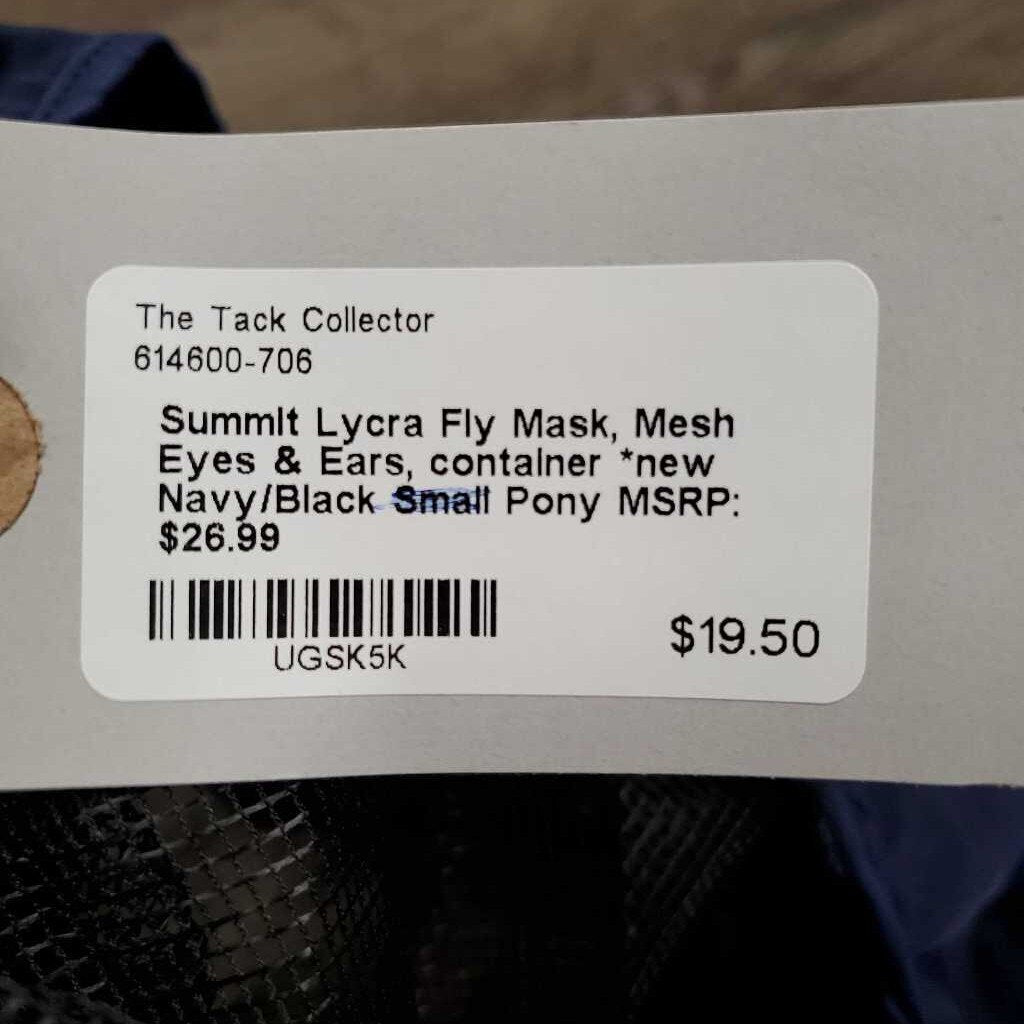 The Tack Collector
614600-706
Summit Lycra Fly Mask, Mesh
Eyes & Ears, container *new
Navy/Black Small Pony MSRP:
$26.99
UGSK5K
$19.50